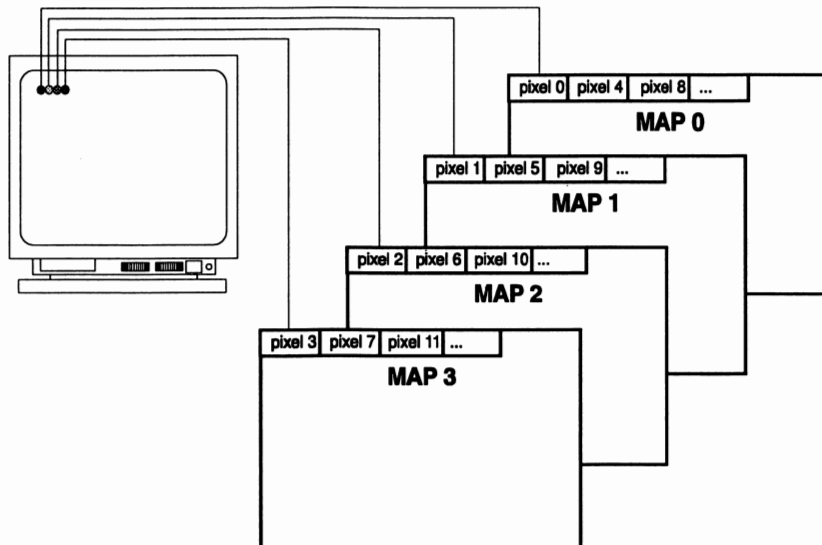 pixel 0 pixel 4 pixel 8 ...
MAP 0
pixel 1 pixel 5 pixel 9 ...
MAP 1
pixel 2 pixel 6 pixel 10 ...
MAP 2
pixel 3 pixel 7 pixel 11 ...
MAP 3